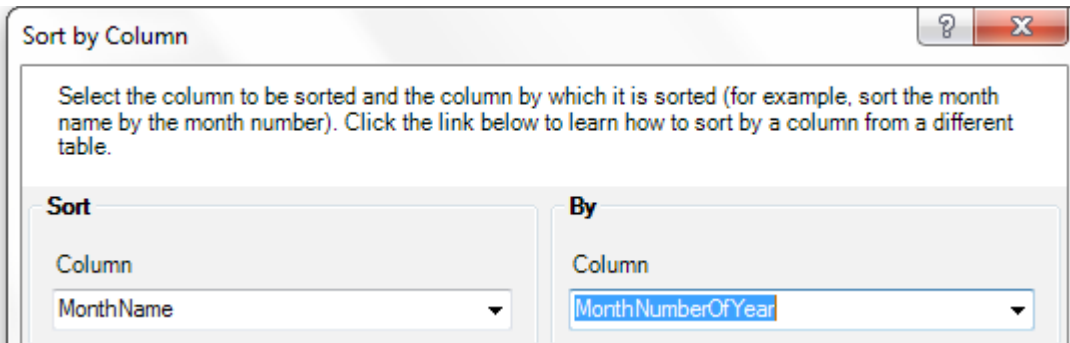 Sort by Column
?
Select the column to be sorted and the column by which it is sorted (for example, sort the month
name by the month number). Click the link below to learn how to sort by a column from a different
table.
Sort
By
Column
Column
MonthName
MonthNumberOfYear